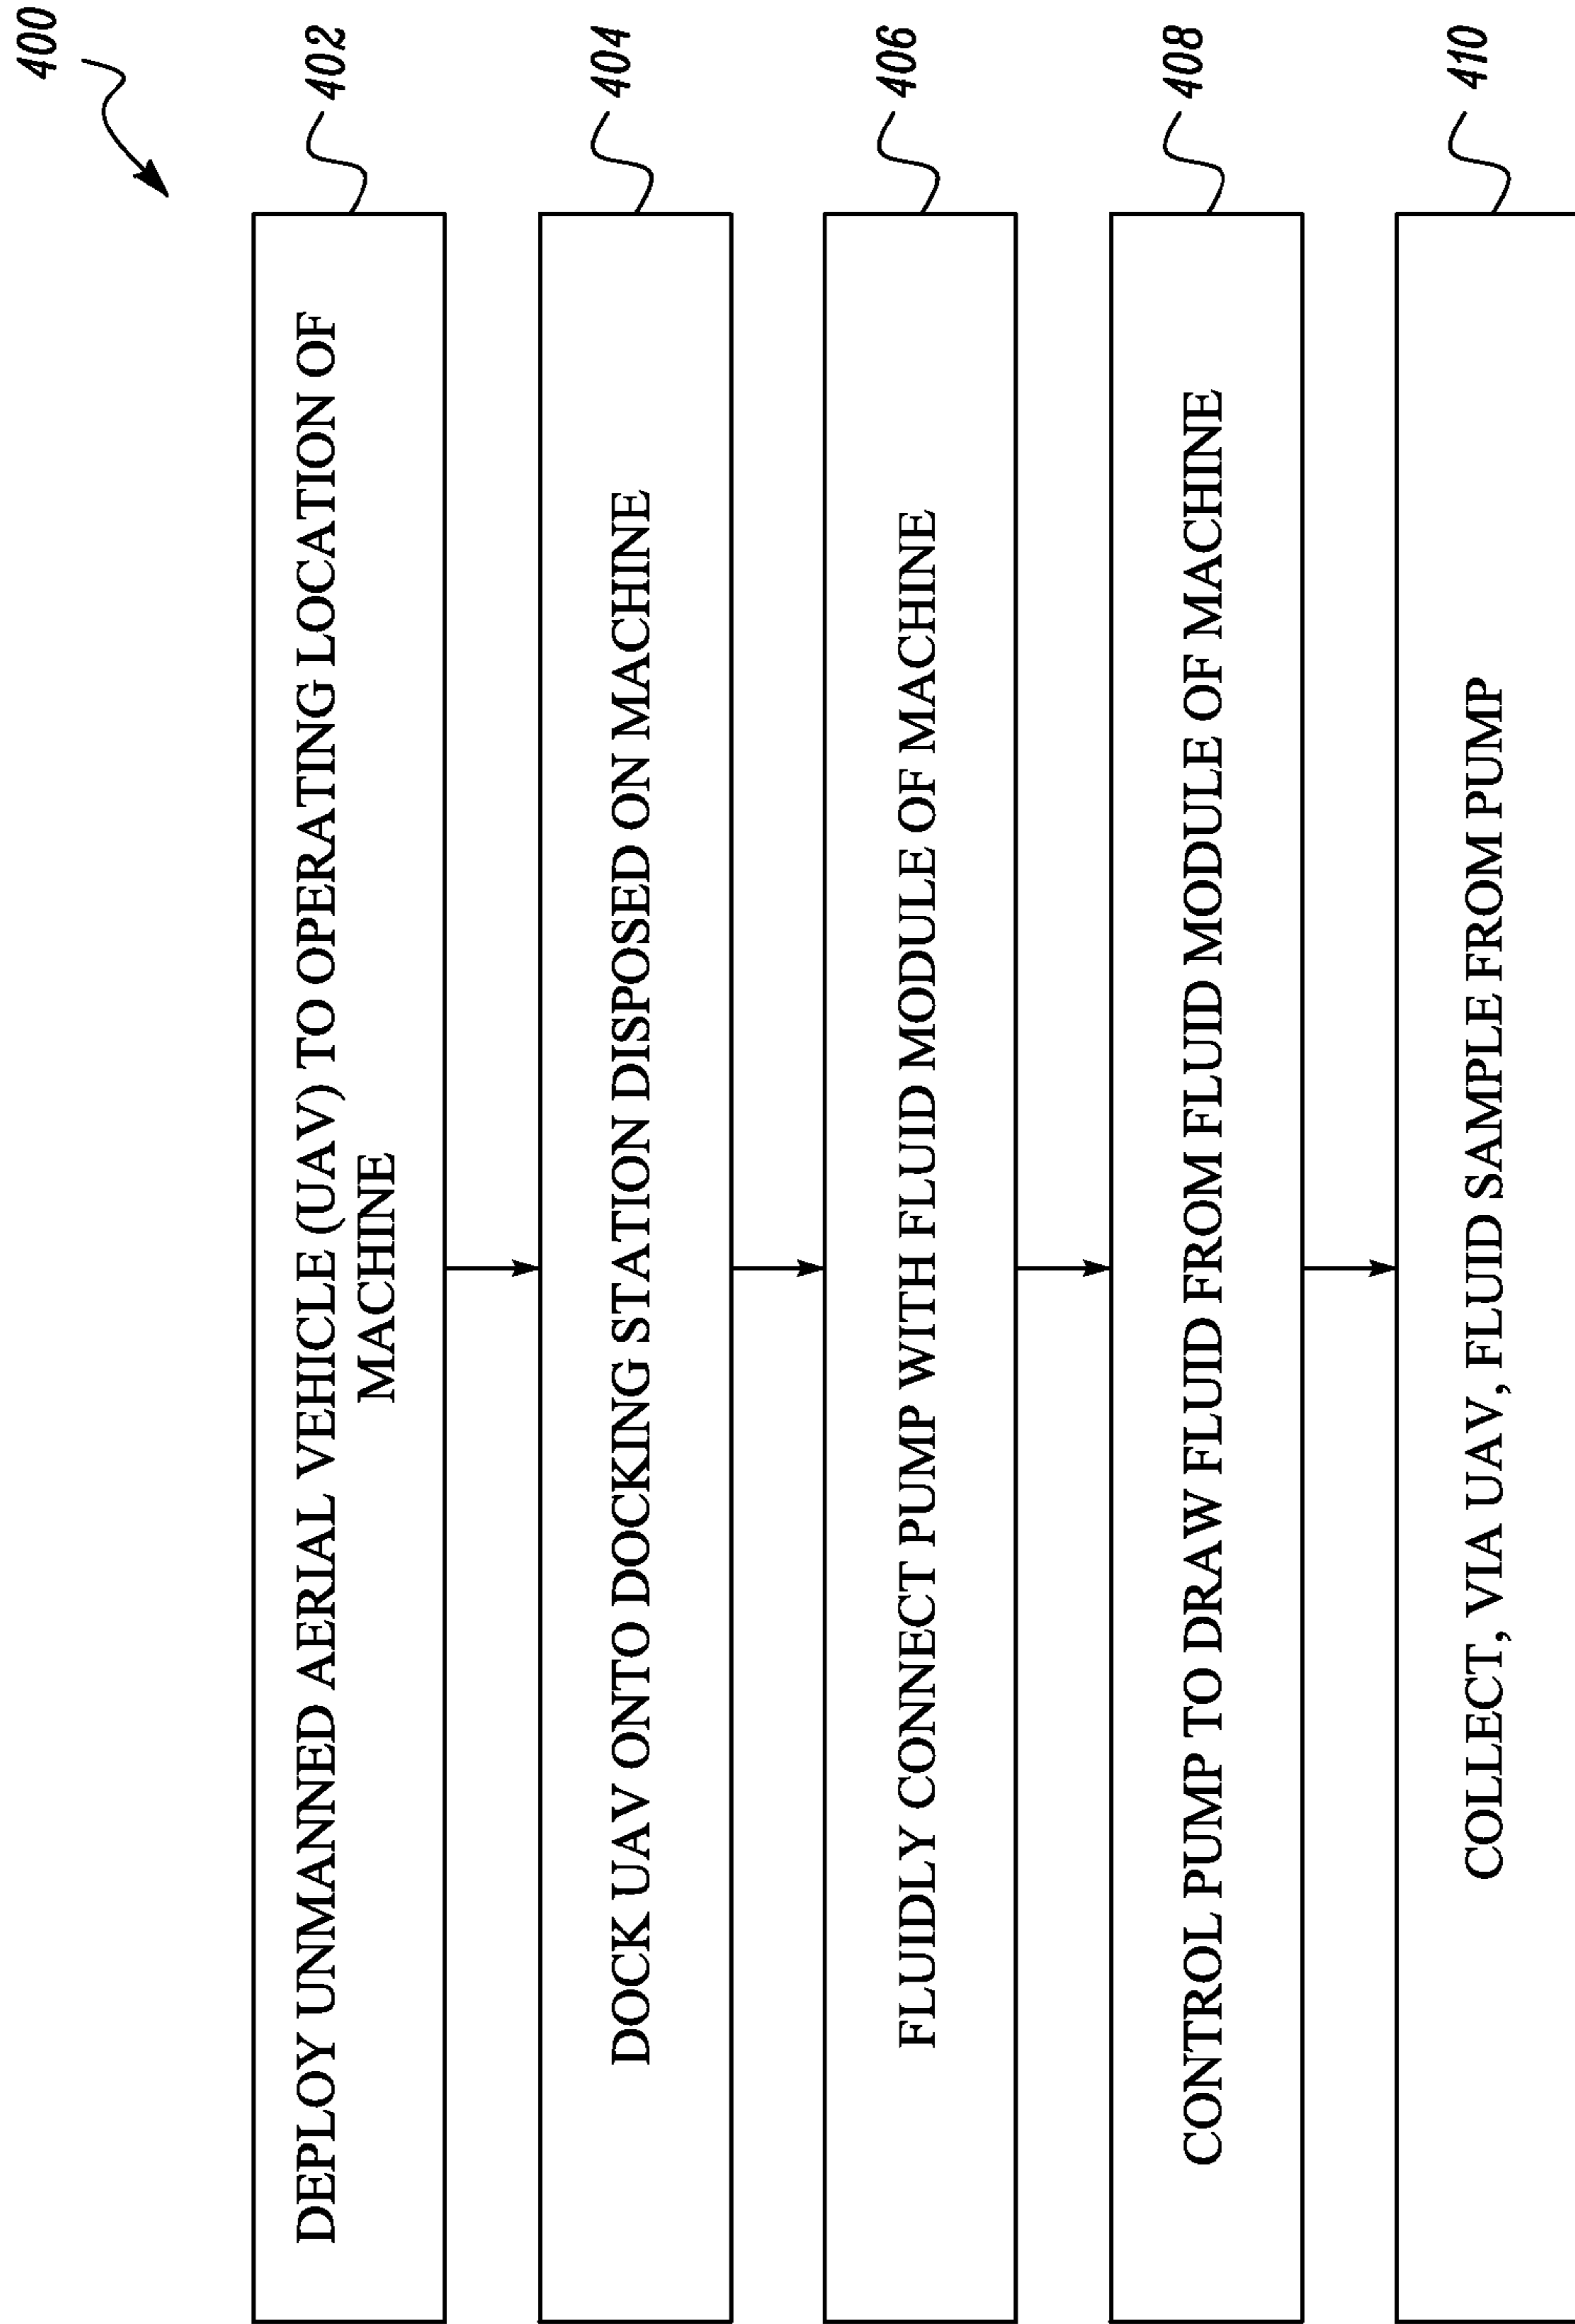 400
DEPLOY UNMANNED AERIAL VEHICLE (UAV) TO OPERATING LOCATION OF
MACHINE
402
DOCK UAV ONTO DOCKING STATION DISPOSED ON MACHINE
404
FLUIDLY CONNECT PUMP WITH FLUID MODULE OF MACHINE
406
CONTROL PUMP TO DRAW FLUID FROM FLUID MODULE OF MACHINE
408
COLLECT, VIA UAV, FLUID SAMPLE FROM PUMP
410